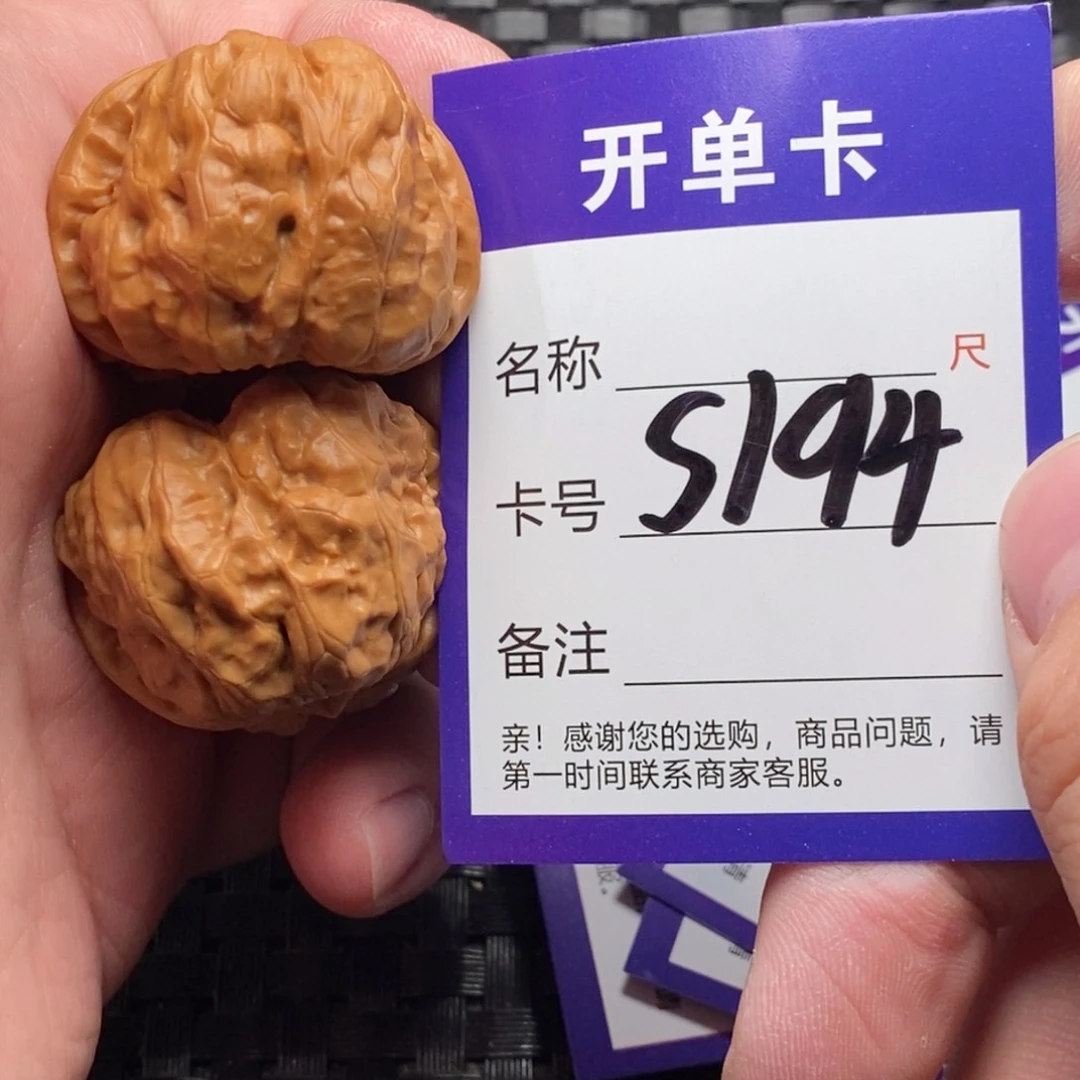 开单卡
名称 尺
卡号 S194
备注
亲！感谢您的选购，商品问题，请
第一时间联系商家客服。